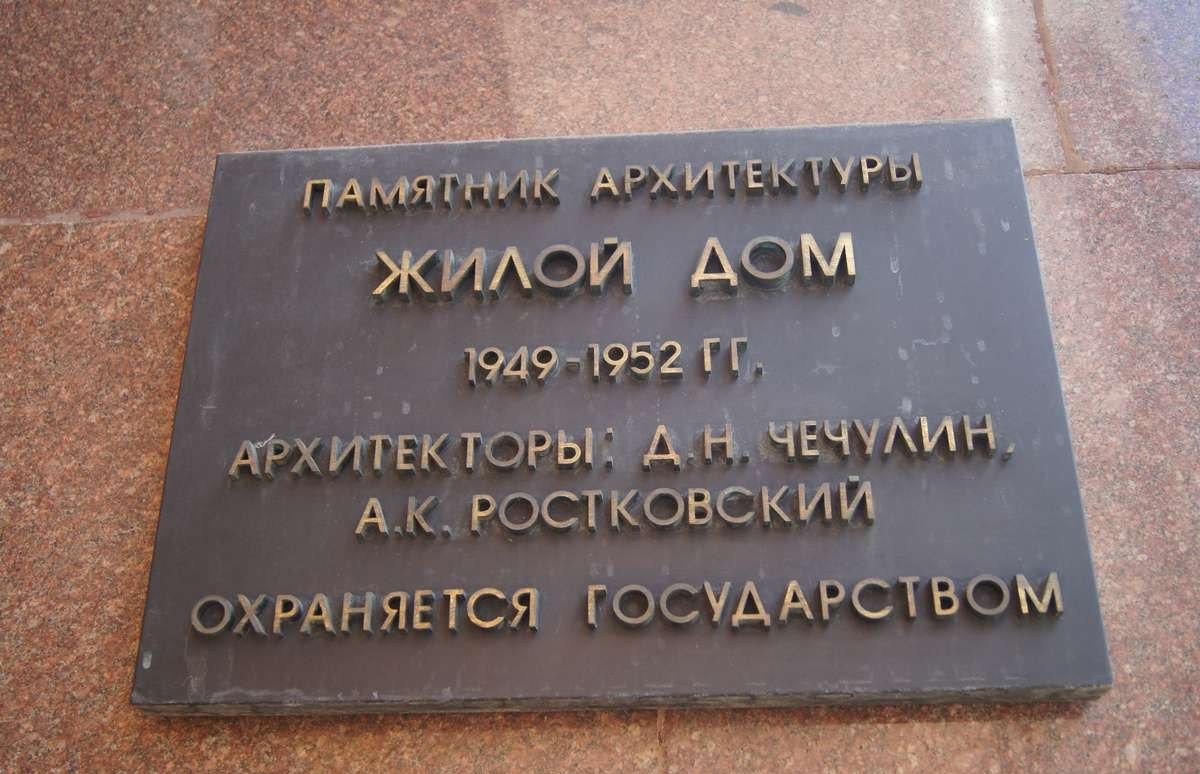 ПАМЯТНИК АРХИТЕКТУРЫ
ЖИЛОЙ ДОМ
1949-1952 ГГ.
АРХИТЕКТОРЫ: Д.Н. ЧЕЧУЛИН,
А.К. РОСТКОВСКИЙ
ОХРАНЯЕТСЯ ГОСУДАРСТВОМ